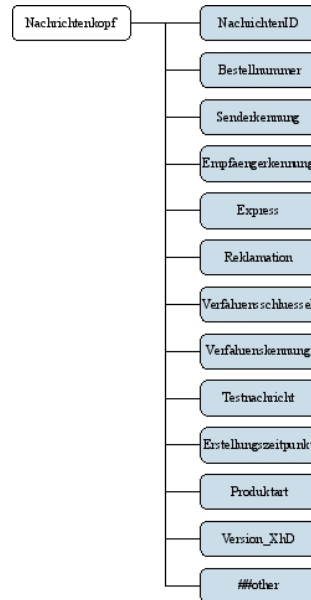 Nachrichtenkopf
NachrichtenID
Bestellnummer
Senderkennung
Empfaengerkennung
Express
Reklamation
Verfahrensschluessel
Verfahrenskennung
Testnachricht
Erstellungszeitpunkt
Produktart
Version_XhD
##other